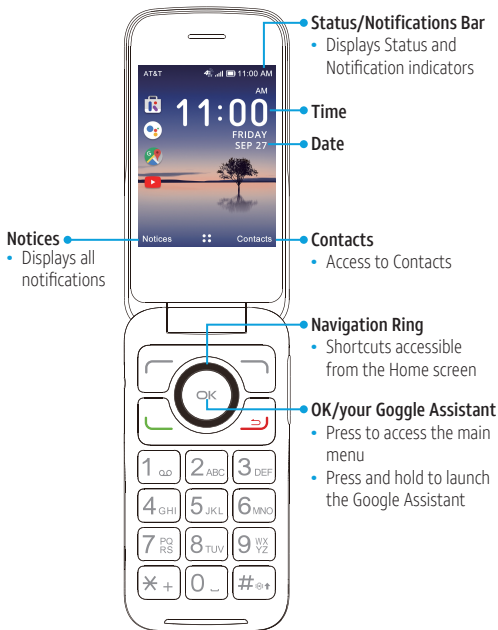 Status/Notifications Bar
• Displays Status and
Notification indicators
AT&T
4G
11:00 AM
AM
11:00
FRIDAY
SEP 27
Time
Date
Notices
• Displays all
notifications
Notices
Contacts
Contacts
• Access to Contacts
Navigation Ring
• Shortcuts accessible
from the Home screen
OK
OK/your Goggle Assistant
• Press to access the main
menu
• Press and hold to launch
the Google Assistant
1
2 ABC
3 DEF
4 GHI
5 JKL
6 MNO
7 PQ
RS
8 TUV
9 WX
YZ
* +
0
#